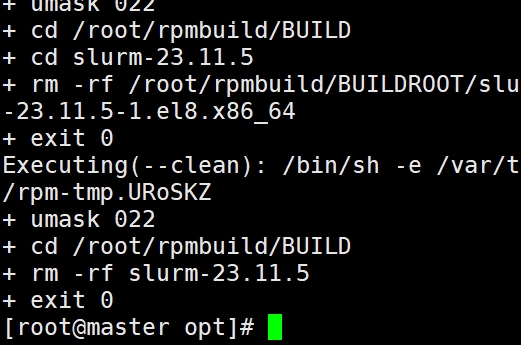 + umask 022
+ cd /root/rpmbuild/BUILD
+ cd slurm-23.11.5
+ rm -rf /root/rpmbuild/BUILDROOT/slu
-23.11.5-1.el8.x86_64
+ exit 0
Executing(--clean): /bin/sh -e /var/t
/rpm-tmp.URoSKZ
+ umask 022
+ cd /root/rpmbuild/BUILD
+ rm -rf slurm-23.11.5
+ exit 0
[root@master opt]#